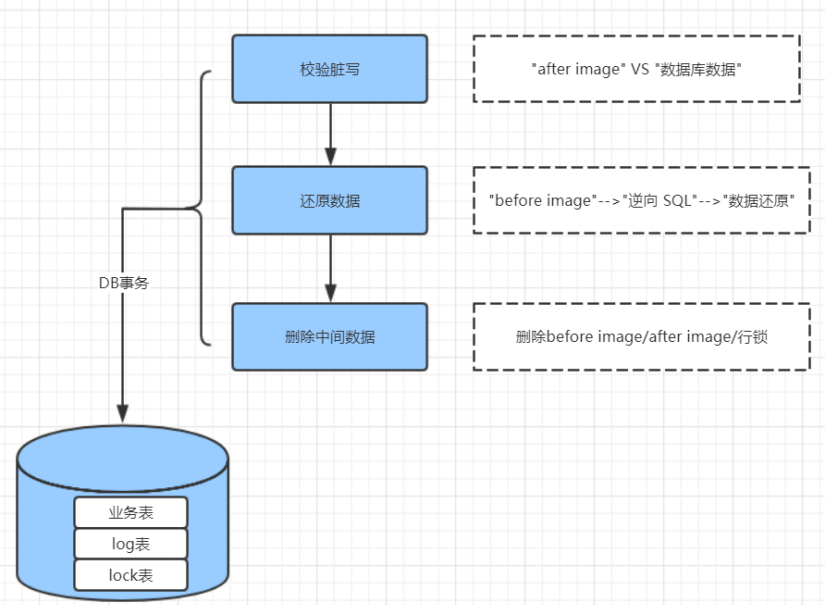 校验脏写
"after image" VS "数据库数据"
还原数据
"before image"-->"逆向 SQL"-->"数据还原"
DB事务
删除中间数据
删除before image/after image/行锁
业务表
log表
lock表